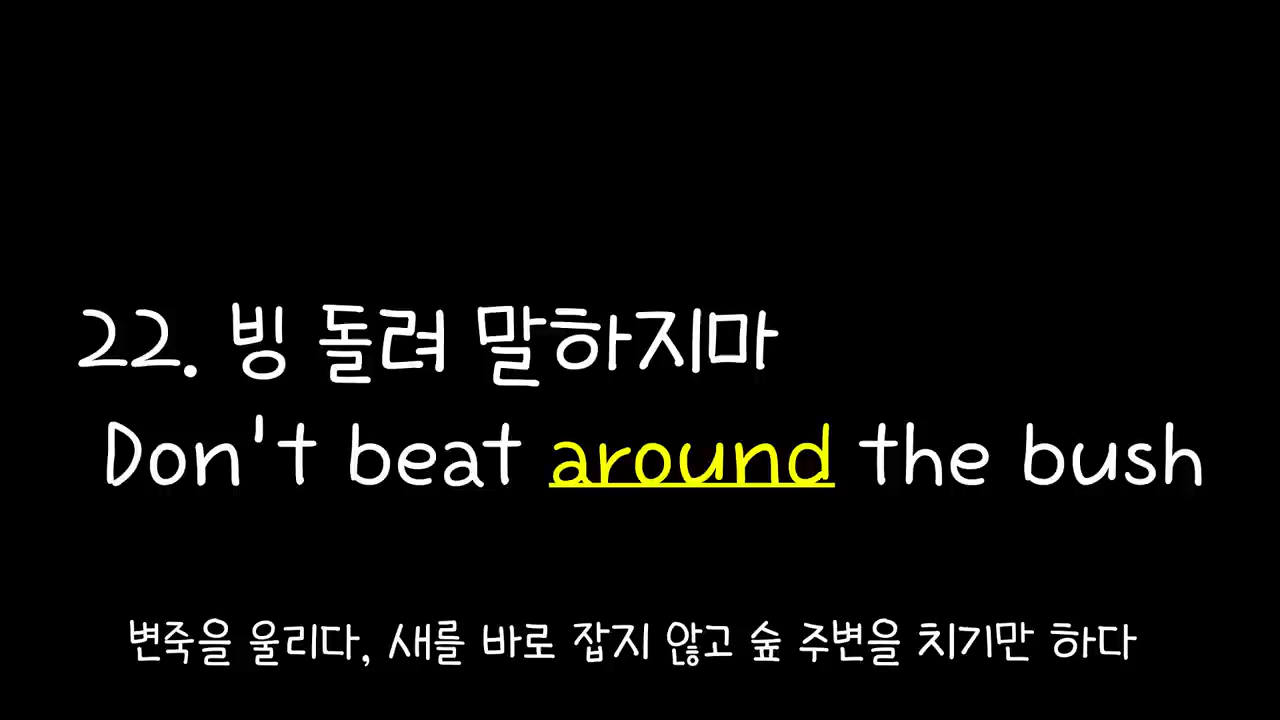 22. 빙 돌려 말하지마
Don't beat around the bush
변죽을 울리다, 새를 바로 잡지 않고 숲 주변을 치기만 하다